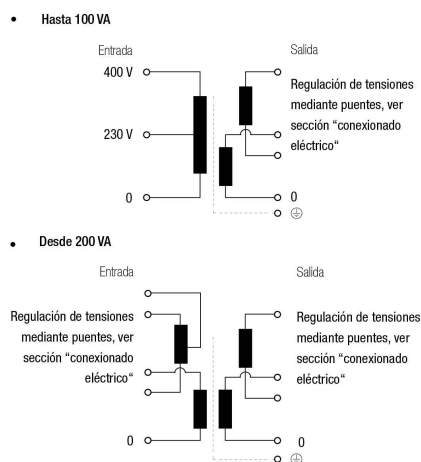 • Hasta 100 VA
Entrada
Salida
400 V
Regulación de tensiones
mediante puentes, ver
sección “conexionado
eléctrico“
230 V
0
0
• Desde 200 VA
Entrada
Salida
Regulación de tensiones
mediante puentes, ver
sección “conexionado
eléctrico“
Regulación de tensiones
mediante puentes, ver
sección “conexionado
eléctrico“
0
0